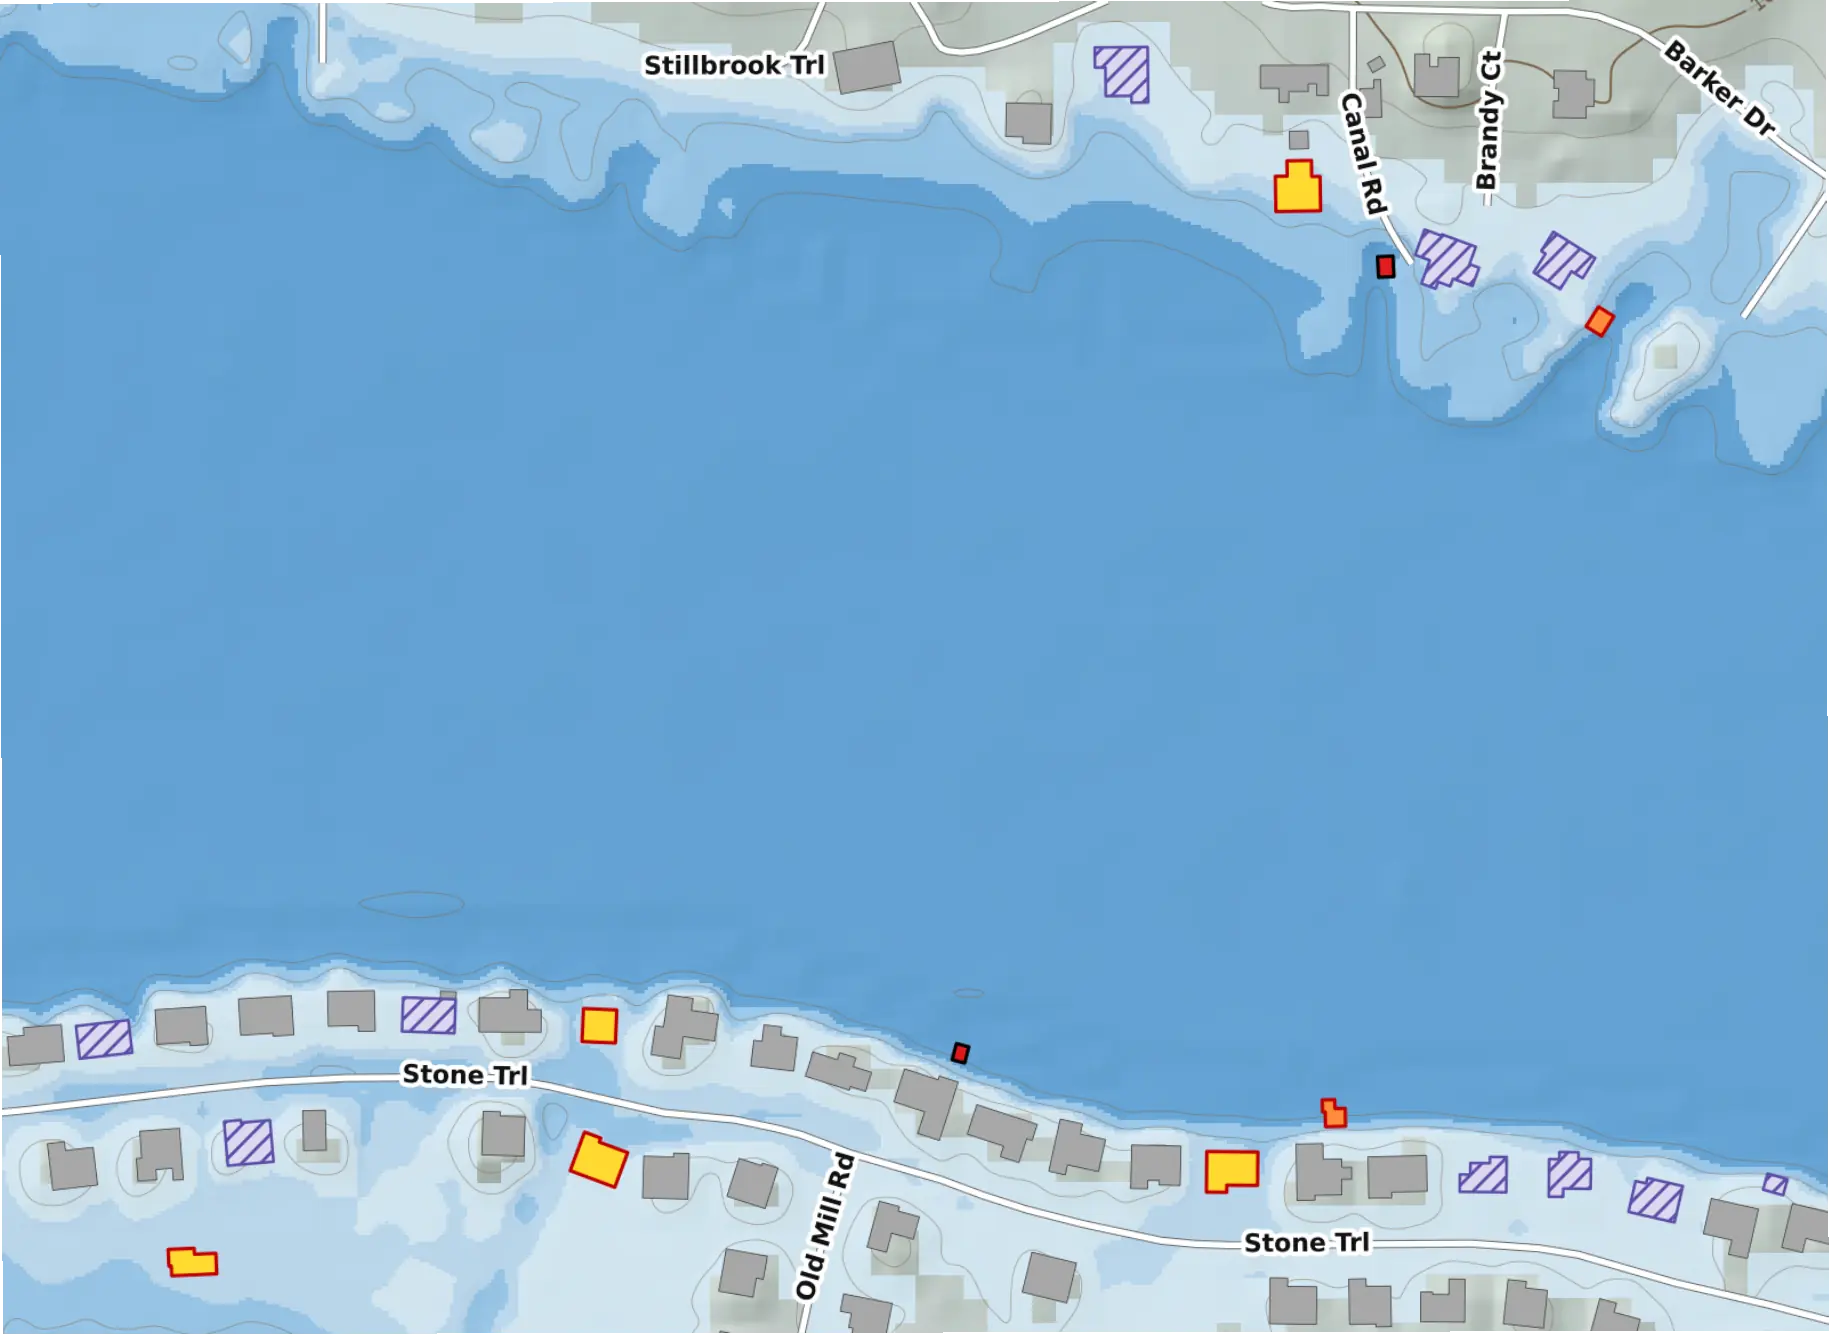 Stillbrook Trl
Canal Rd
Brandy Ct
Barker Dr
Stone Trl
Old Mill Rd
Stone Trl